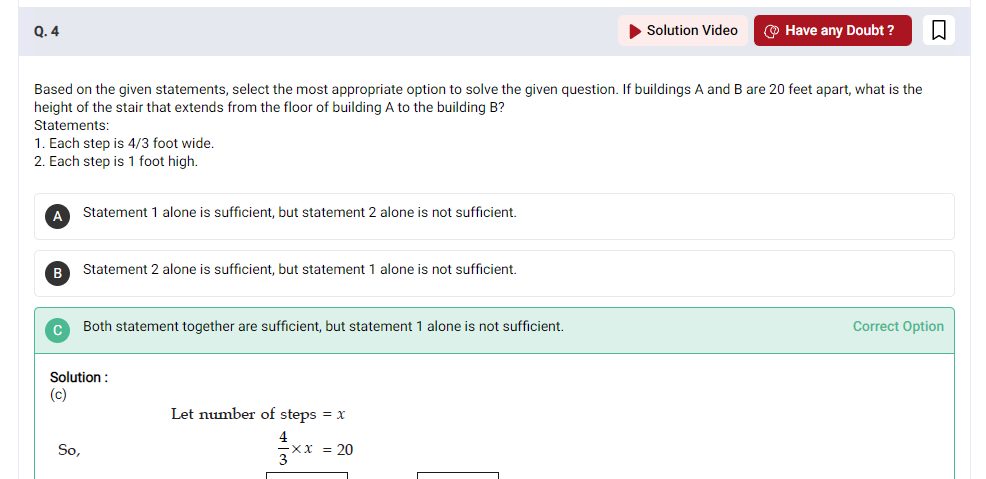 Q. 4
Solution Video
Have any Doubt ?
Based on the given statements, select the most appropriate option to solve the given question. If buildings A and B are 20 feet apart, what is the
height of the stair that extends from the floor of building A to the building B?
Statements:
1. Each step is 4/3 foot wide.
2. Each step is 1 foot high.
A
Statement 1 alone is sufficient, but statement 2 alone is not sufficient.
B
Statement 2 alone is sufficient, but statement 1 alone is not sufficient.
C
Both statement together are sufficient, but statement 1 alone is not sufficient.
Correct Option
Solution :
(c)
Let number of steps = x
So, 4/3 × x = 20